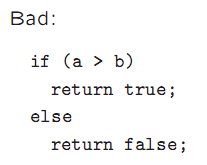 Bad:
if (a > b)
return true;
else
return false;